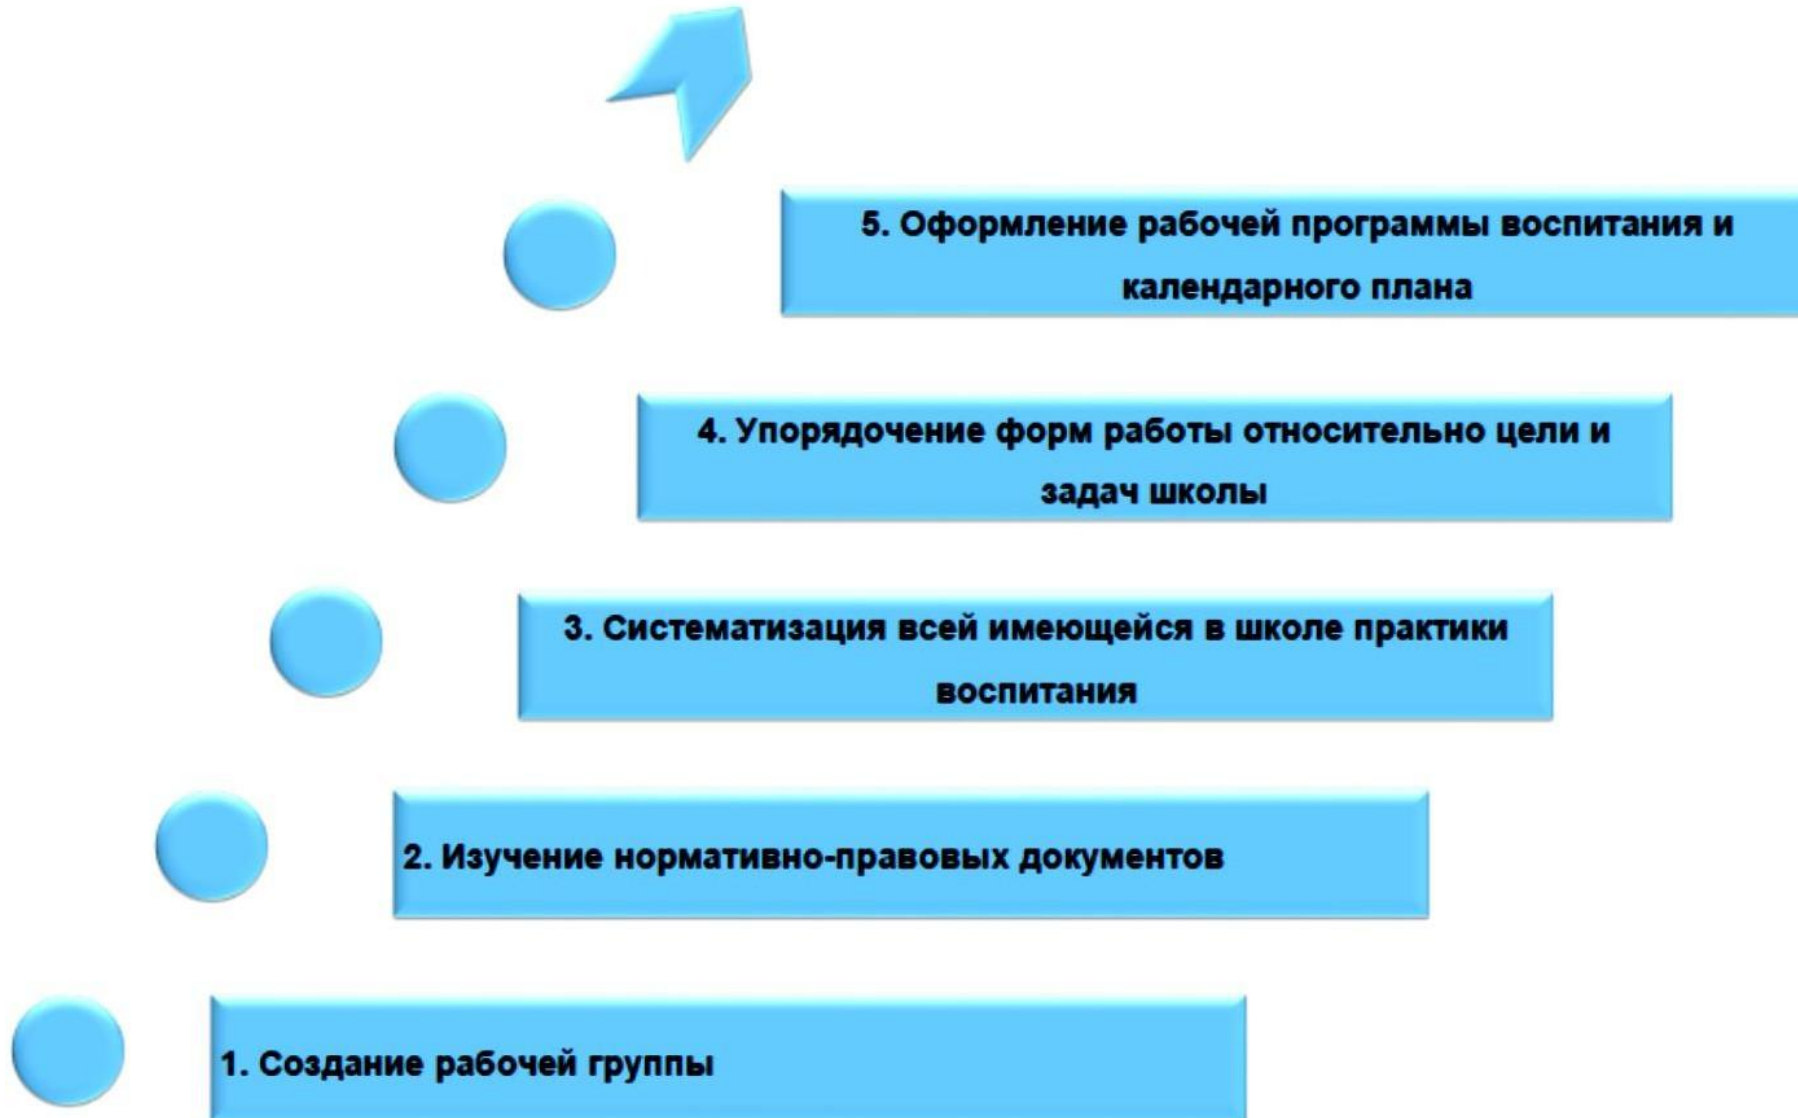 5. Оформление рабочей программы воспитания и
календарного плана
4. Упорядочение форм работы относительно цели и
задач школы
3. Систематизация всей имеющейся в школе практики
воспитания
2. Изучение нормативно-правовых документов
1. Создание рабочей группы